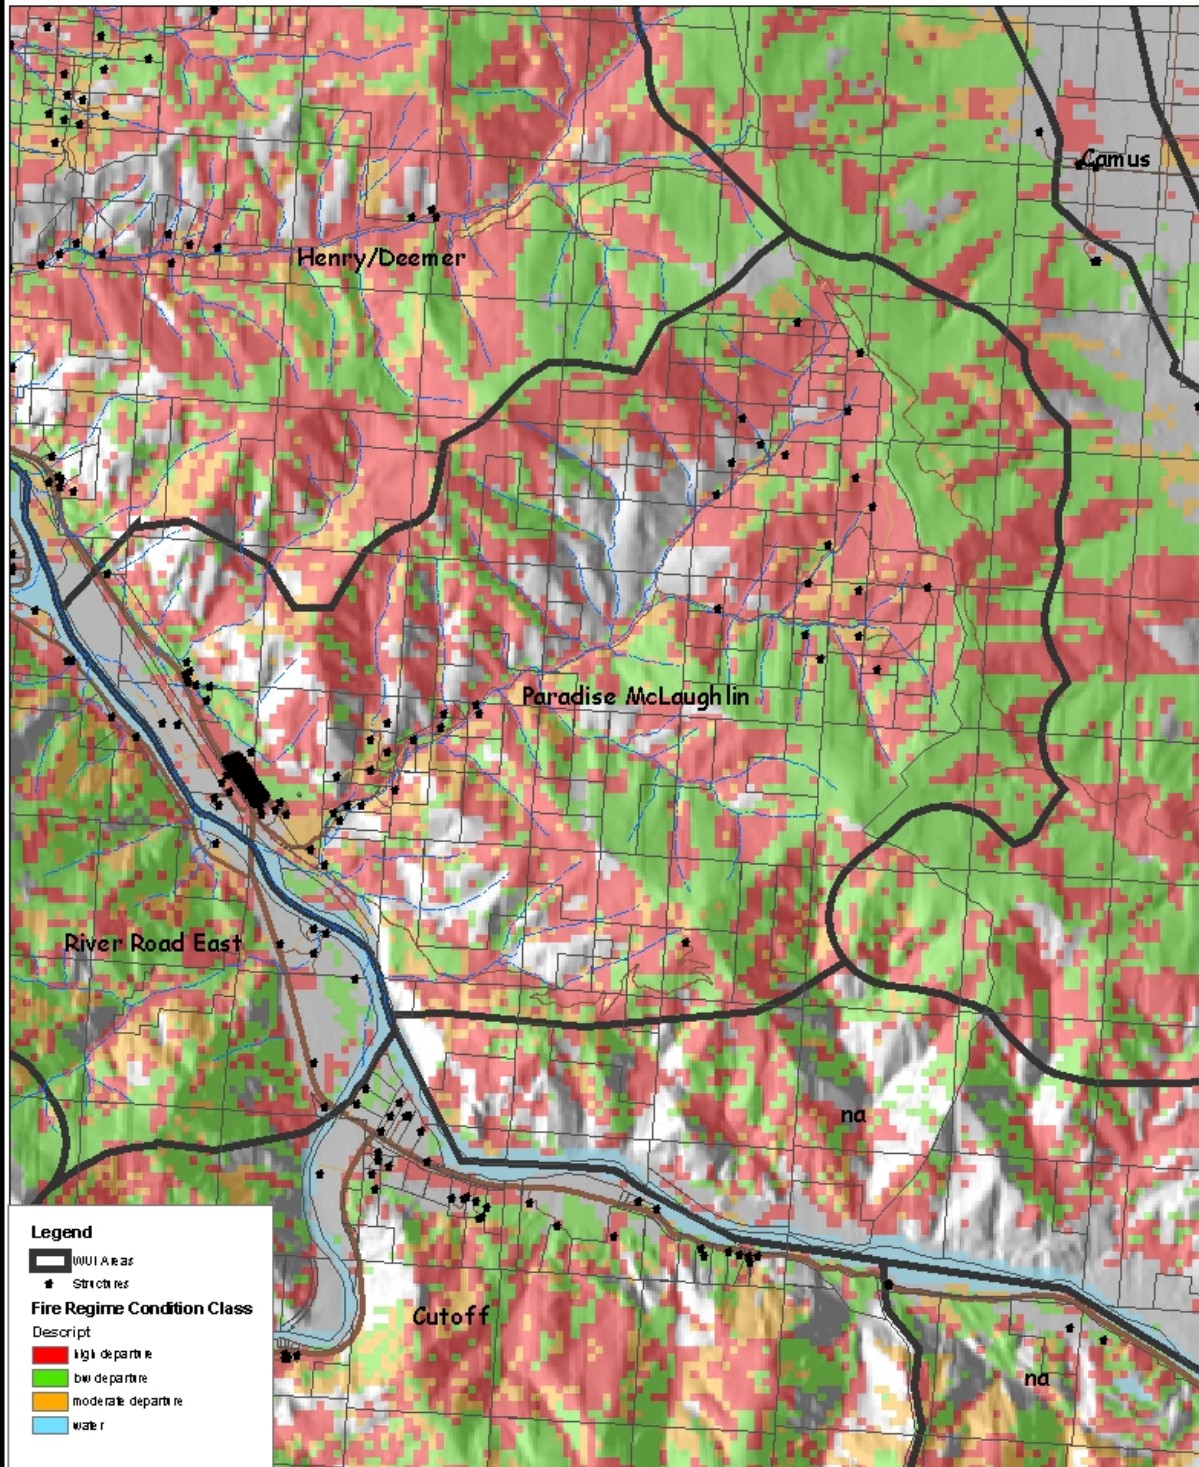 Camus
Henry/Deemer
Paradise McLaughlin
River Road East
na
Cutoff
na
Legend
WUI Areas
Structures
Fire Regime Condition Class
Descript
high departure
low departure
moderate departure
water